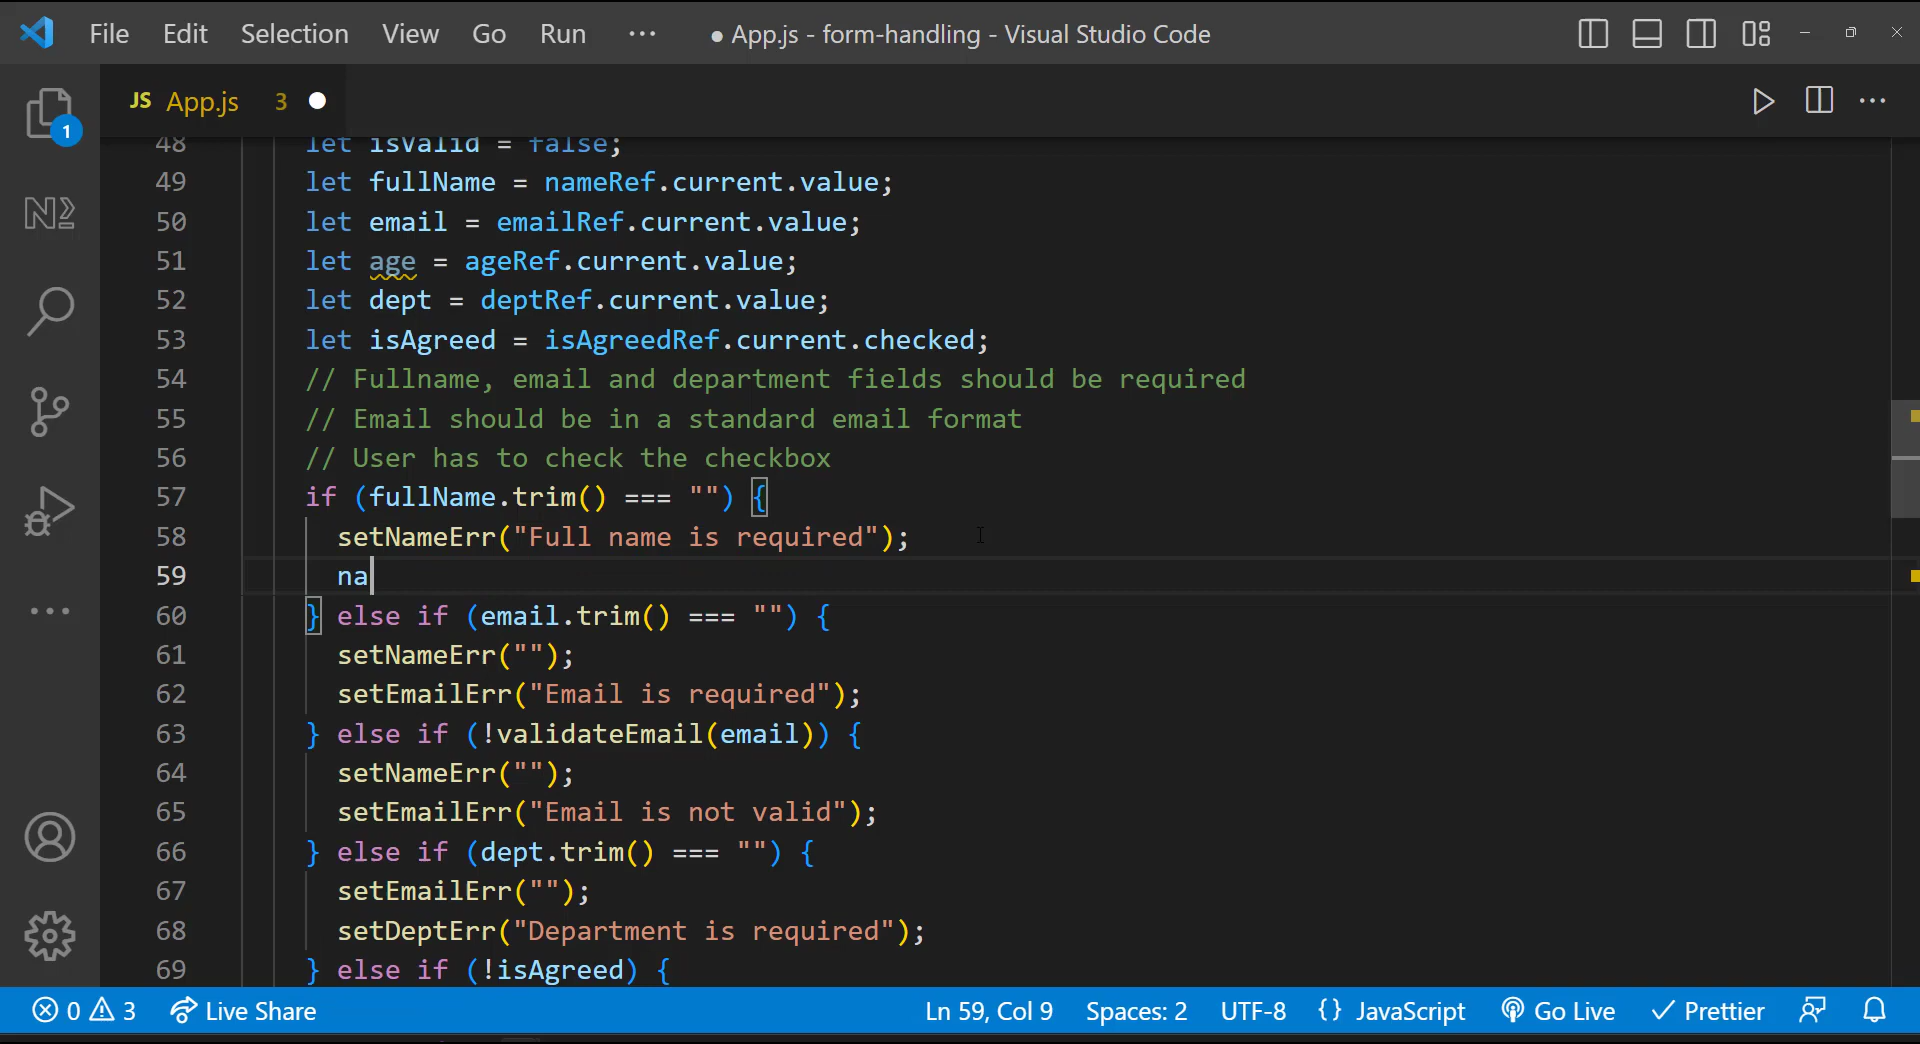 File Edit Selection View Go Run ··· ● App.js - form-handling - Visual Studio Code
JS App.js 3
1
48 let isValid = false;
49 let fullName = nameRef.current.value;
50 let email = emailRef.current.value;
51 let age = ageRef.current.value;
52 let dept = deptRef.current.value;
53 let isAgreed = isAgreedRef.current.checked;
54 // Fullname, email and department fields should be required
55 // Email should be in a standard email format
56 // User has to check the checkbox
57 if (fullName.trim() === "") {
58 setNameErr("Full name is required");
59 na
60 } else if (email.trim() === "") {
61 setNameErr("");
62 setEmailErr("Email is required");
63 } else if (!validateEmail(email)) {
64 setNameErr("");
65 setEmailErr("Email is not valid");
66 } else if (dept.trim() === "") {
67 setEmailErr("");
68 setDeptErr("Department is required");
69 } else if (!isAgreed) {
0 3 Live Share Ln 59, Col 9 Spaces: 2 UTF-8 {} JavaScript Go Live Prettier